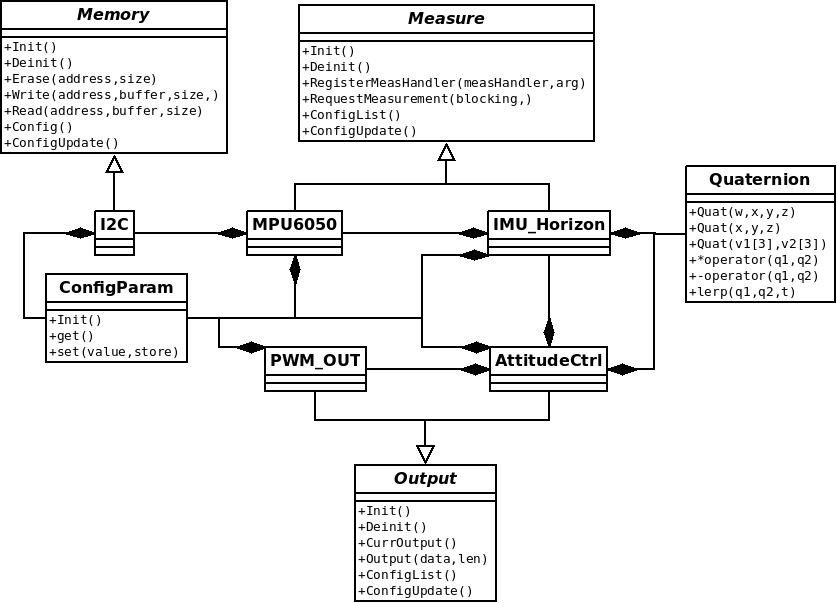 Memory
+Init()
+Deinit()
+Erase(address,size)
+Write(address,buffer,size,)
+Read(address,buffer,size)
+Config()
+ConfigUpdate()
Measure
+Init()
+Deinit()
+RegisterMeasHandler(measHandler,arg)
+RequestMeasurement(blocking,)
+ConfigList()
+ConfigUpdate()
I2C
MPU6050
IMU_Horizon
Quaternion
+Quat(w,x,y,z)
+Quat(x,y,z)
+Quat(v1[3],v2[3])
+*operator(q1,q2)
+-operator(q1,q2)
+lerp(q1,q2,t)
ConfigParam
+Init()
+get()
+set(value,store)
PWM_OUT
AttitudeCtrl
Output
+Init()
+Deinit()
+CurrOutput()
+Output(data,len)
+ConfigList()
+ConfigUpdate()